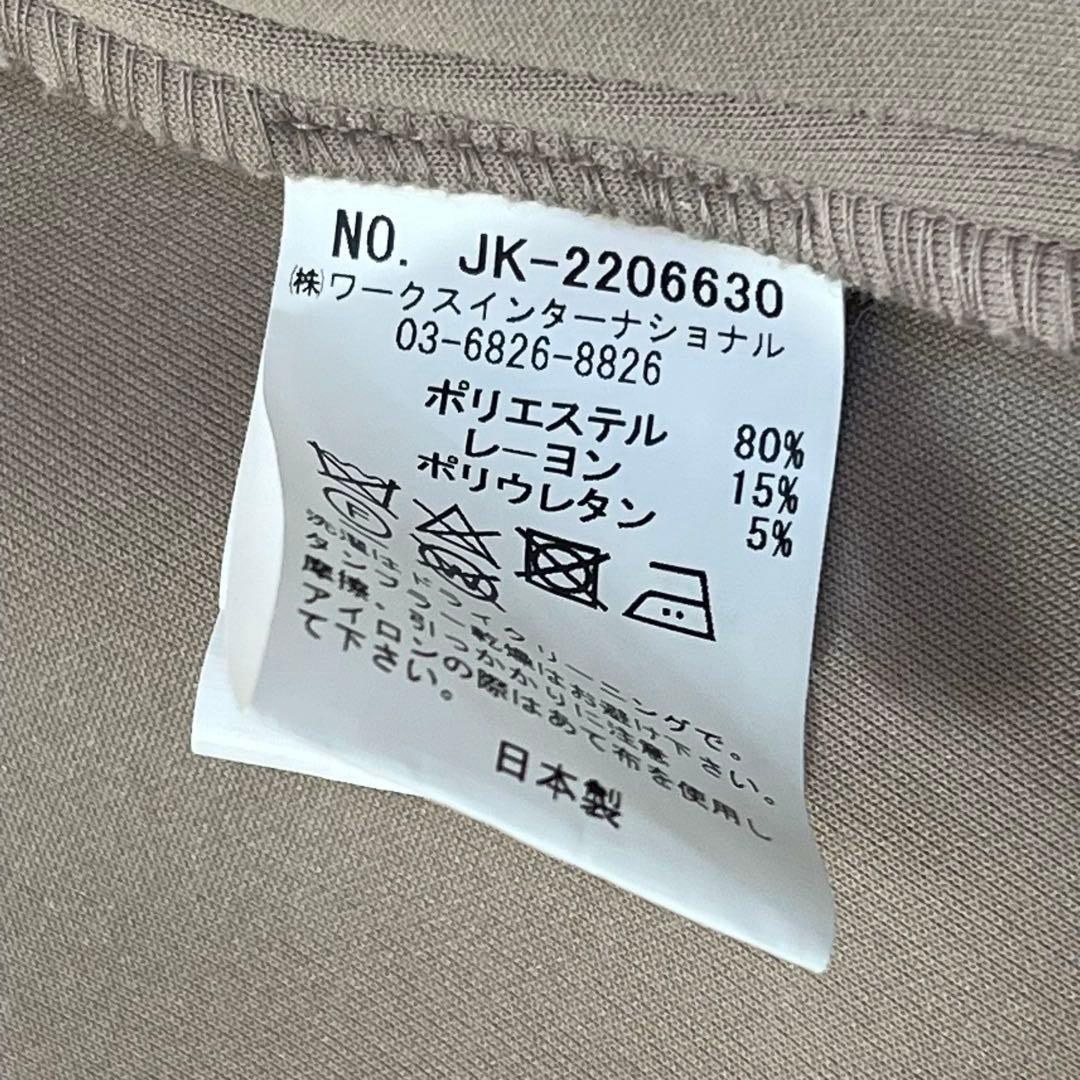 NO. JK-2206630
㈱ワークスインターナショナル
03-6826-8826
ポリエステル 80%
レーヨン 15%
ポリウレタン 5%
F
洗濯はドライクリーニングで。
タンブラー乾燥はお避け下さい。
摩擦、引っかかりに注意
アイロンの際はあて布を使用し
て下さい。
日本製